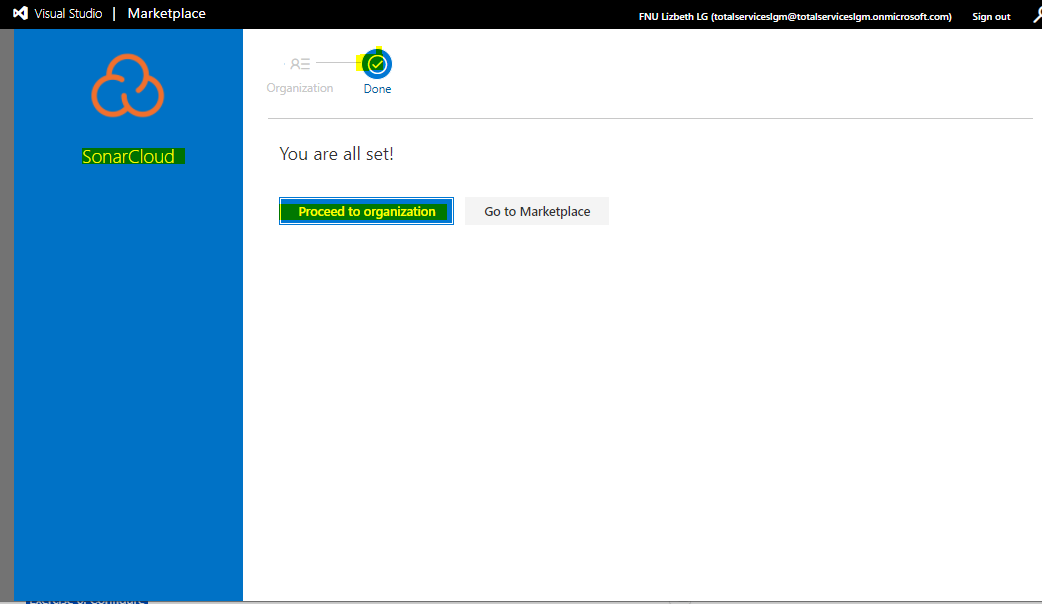 Visual Studio | Marketplace
FNU Lizbeth LG (totalserviceslgm@totalserviceslgm.onmicrosoft.com) Sign out
SonarCloud
Organization
Done
You are all set!
Proceed to organization
Go to Marketplace